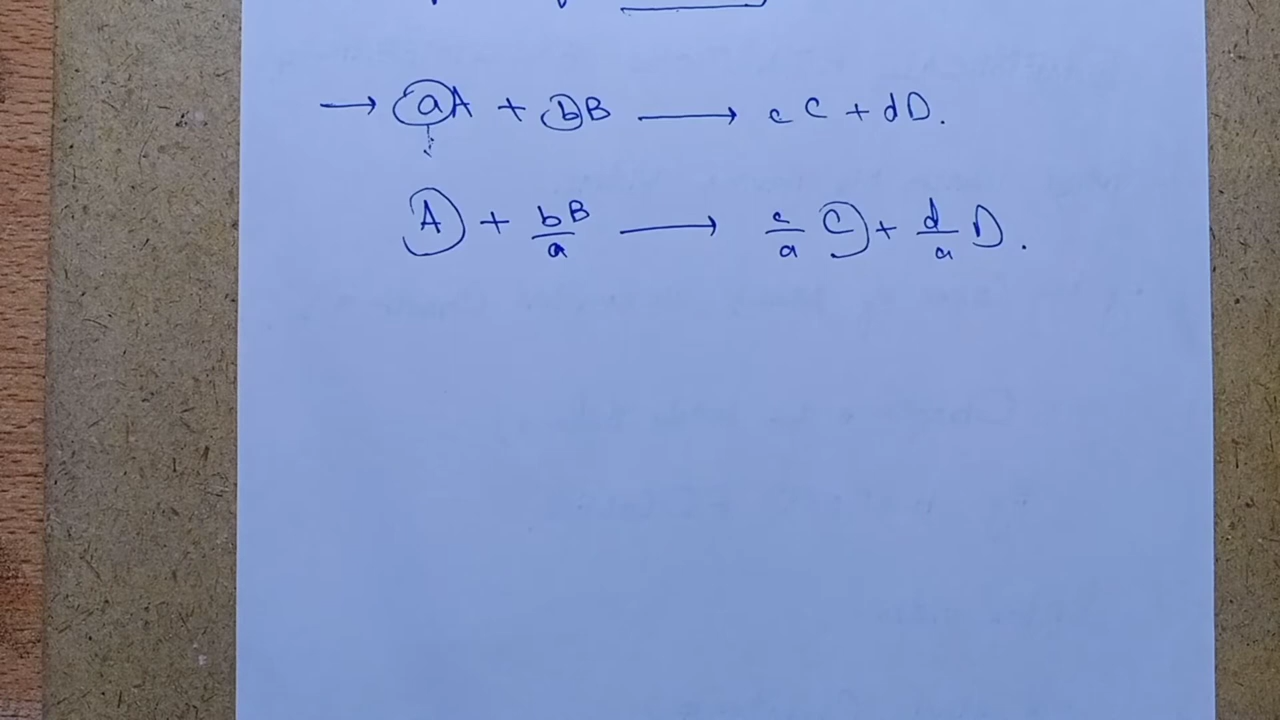 → aA + bB → cC + dD.
A + b/a B → c/a C + d/a D.